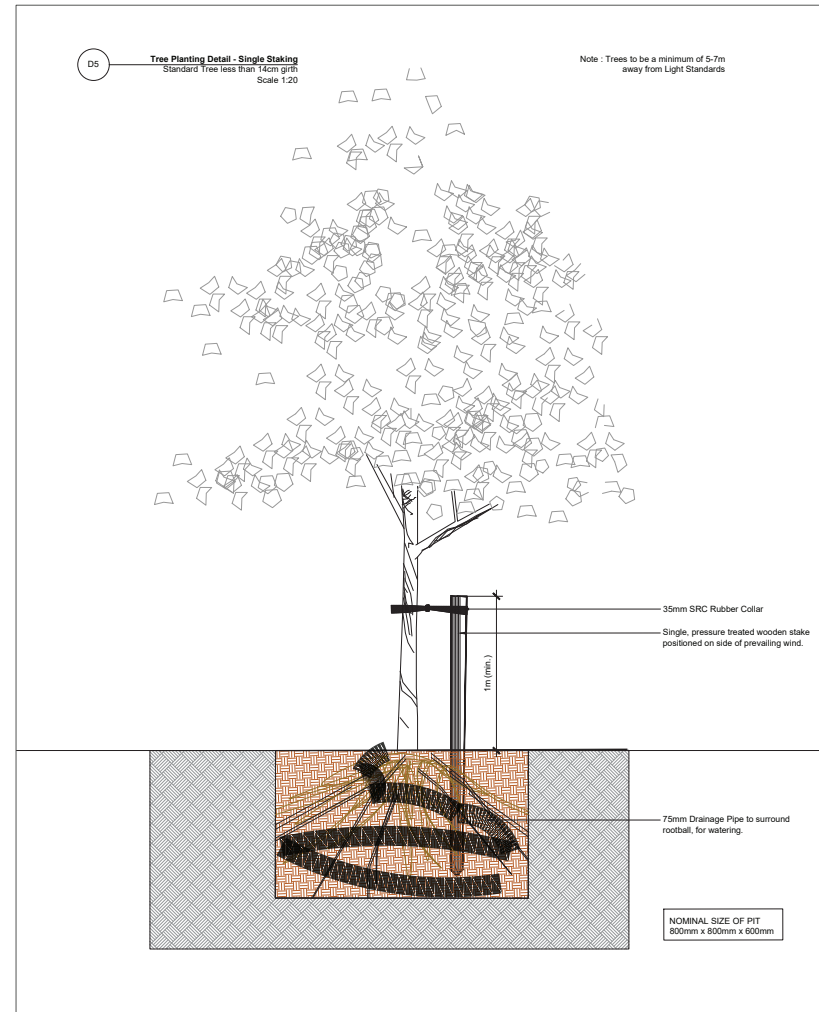 D5
Tree Planting Detail - Single Staking
Standard Tree less than 14cm girth
Scale 1:20
Note : Trees to be a minimum of 5-7m
away from Light Standards
35mm SRC Rubber Collar
Single, pressure treated wooden stake
positioned on side of prevailing wind.
1m (min.)
75mm Drainage Pipe to surround
rootball, for watering.
NOMINAL SIZE OF PIT
800mm x 800mm x 600mm